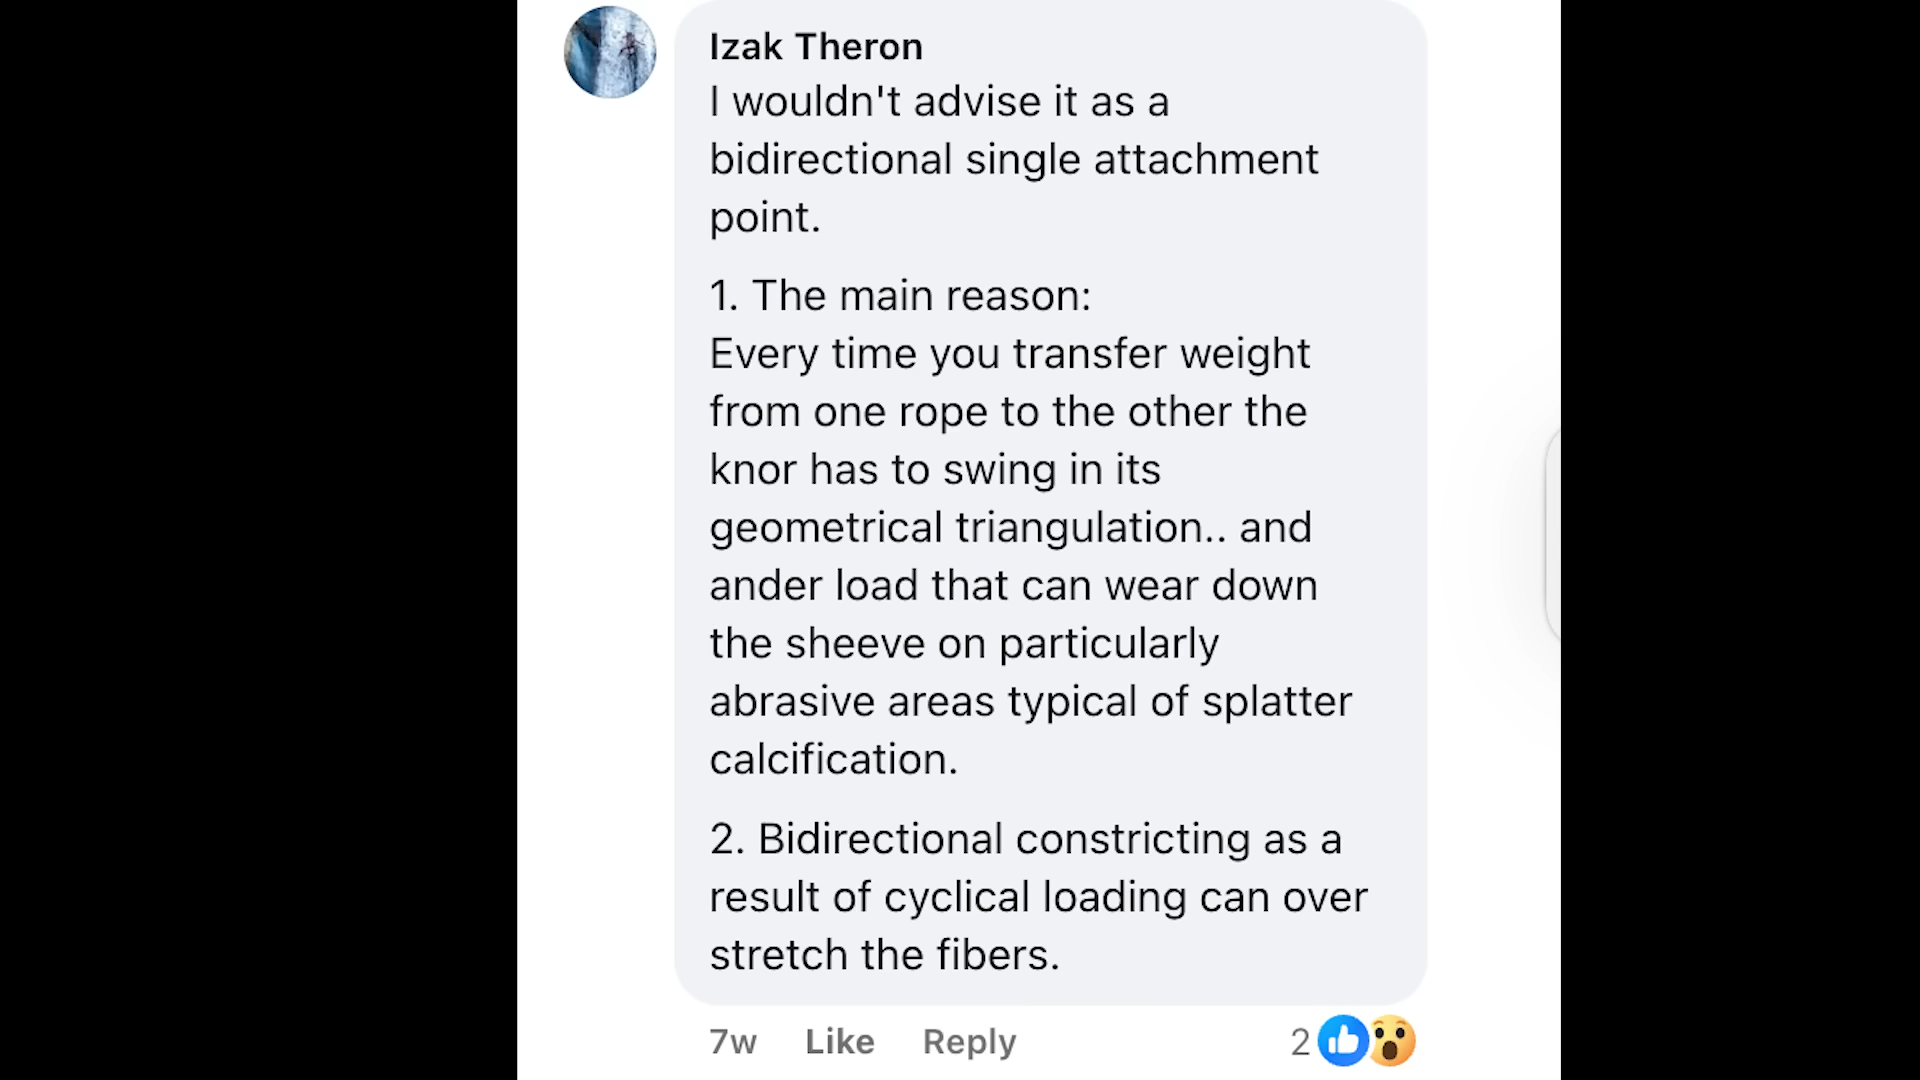 Izak Theron
I wouldn't advise it as a
bidirectional single attachment
point.
1. The main reason:
Every time you transfer weight
from one rope to the other the
knor has to swing in its
geometrical triangulation.. and
ander load that can wear down
the sheeve on particularly
abrasive areas typical of splatter
calcification.
2. Bidirectional constricting as a
result of cyclical loading can over
stretch the fibers.
7w Like Reply 2